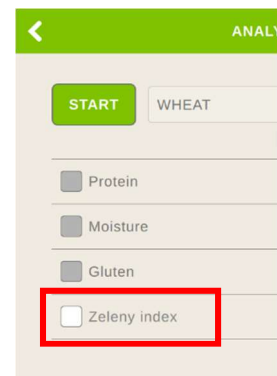 ANALY
START
WHEAT
Protein
Moisture
Gluten
Zeleny index